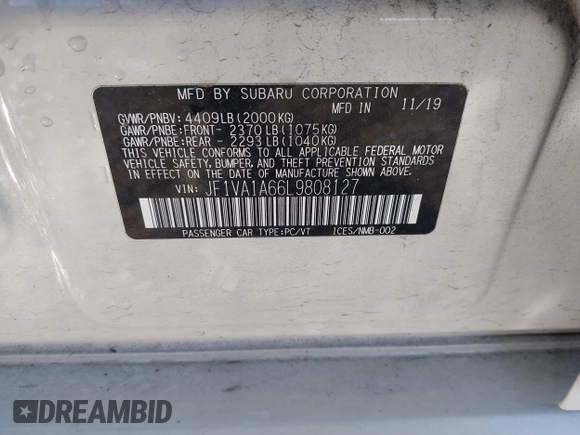 MFD BY SUBARU CORPORATION
MFD IN 11/19
GVWR/PNBV: 4409LB(2000KG)
GAWR/PNBE:FRONT- 2370LB(1075KG)
GAWR/PNBE:REAR - 2293LB(1040KG)
THIS VEHICLE CONFORMS TO ALL APPLICABLE FEDERAL MOTOR
VEHICLE SAFETY, BUMPER, AND THEFT PREVENTION STANDARDS
IN EFFECT ON THE DATE OF MANUFACTURE SHOWN ABOVE.
VIN: JF1VA1A66L9808127
PASSENGER CAR TYPE:PC/VT ICES/NMB-002
DREAMBID